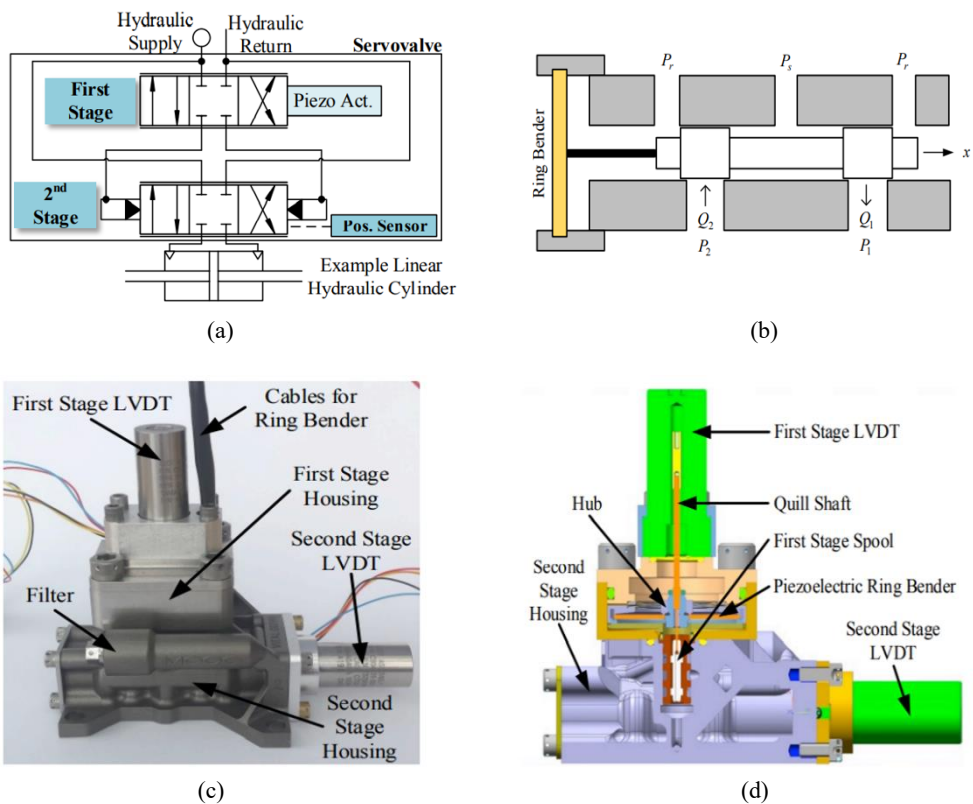 Hydraulic
Supply
Hydraulic
Return
Servovalve
First
Stage
Piezo Act.
2nd
Stage
Pos. Sensor
Example Linear
Hydraulic Cylinder
(a)
Ring Bender
Pr
Ps
Pr
x
Q2
P2
Q1
P1
(b)
First Stage LVDT
Cables for
Ring Bender
First Stage
Housing
Second Stage
LVDT
Filter
Second
Stage
Housing
(c)
First Stage LVDT
Quill Shaft
Hub
First Stage Spool
Second
Stage
Housing
Piezoelectric Ring Bender
Second Stage
LVDT
(d)